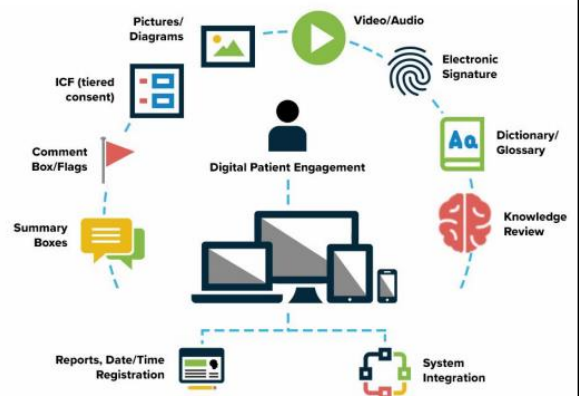 Pictures/
Diagrams
Video/Audio
Electronic
Signature
ICF (tiered
consent)
Dictionary/
Glossary
Aa
Comment
Box/Flags
Digital Patient Engagement
Summary
Boxes
Knowledge
Review
Reports, Date/Time
Registration
System
Integration